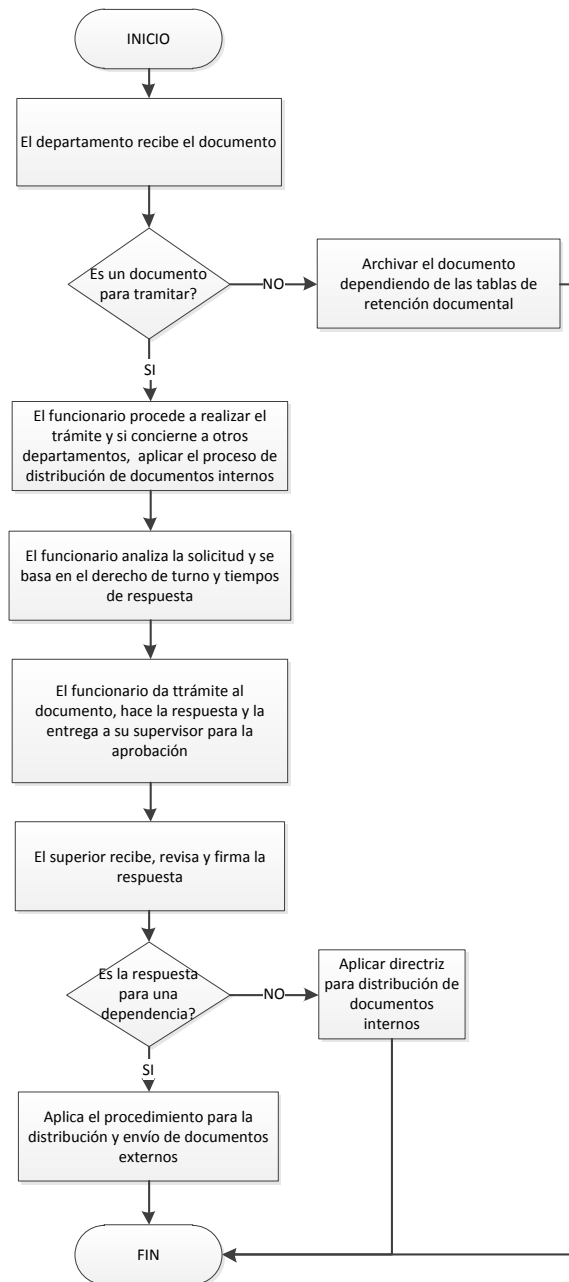 INICIO
El departamento recibe el documento
Es un documento
para tramitar?
NO
Archivar el documento
dependiendo de las tablas de
retención documental
SI
El funcionario procede a realizar el
trámite y si concierne a otros
departamentos, aplicar el proceso de
distribución de documentos internos
El funcionario analiza la solicitud y se
basa en el derecho de turno y tiempos
de respuesta
El funcionario da ttrámite al
documento, hace la respuesta y la
entrega a su supervisor para la
aprobación
El superior recibe, revisa y firma la
respuesta
Es la respuesta
para una
dependencia?
NO
Aplicar directriz
para distribución de
documentos
internos
SI
Aplica el procedimiento para la
distribución y envío de documentos
externos
FIN